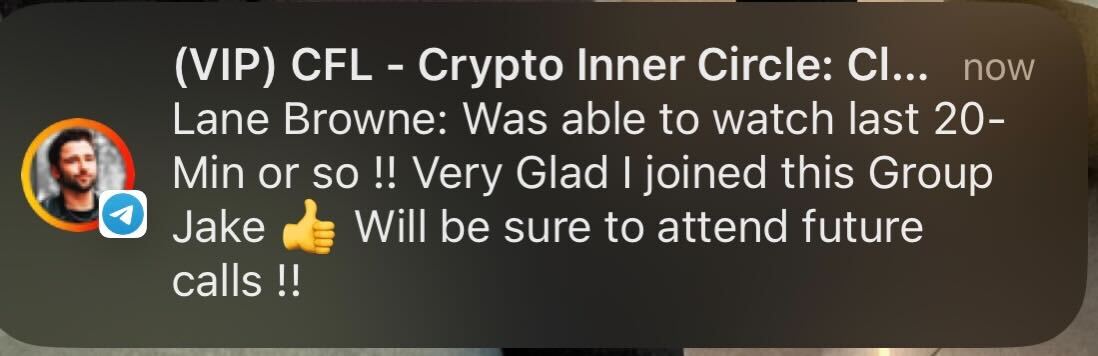 (VIP) CFL - Crypto Inner Circle: Cl... now
Lane Browne: Was able to watch last 20-
Min or so !! Very Glad I joined this Group
Jake 👍 Will be sure to attend future
calls !!